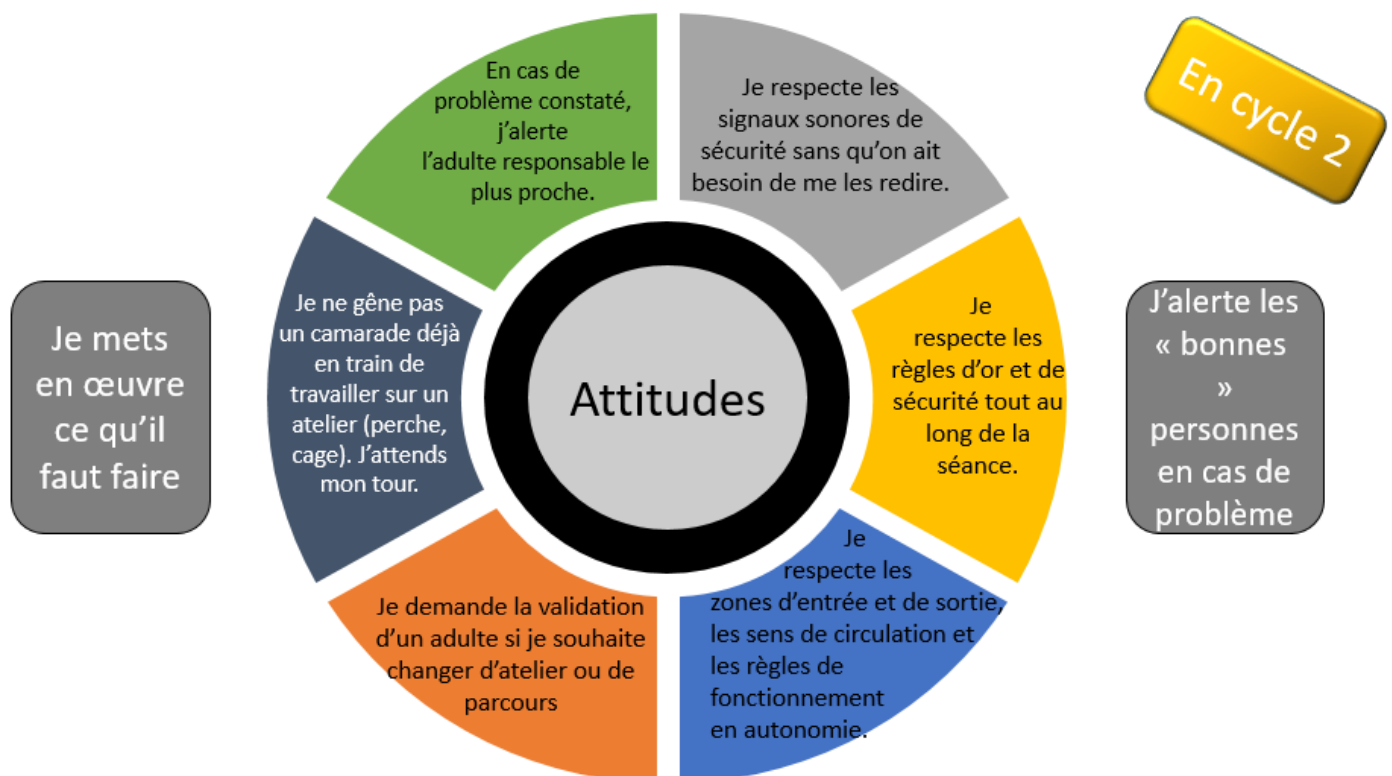 En cas de
problème constaté,
j’alerte
l’adulte responsable le
plus proche.
Je respecte les
signaux sonores de
sécurité sans qu’on ait
besoin de me les redire.
En cycle 2
Je mets
en œuvre
ce qu’il
faut faire
Je ne gêne pas
un camarade déjà
en train de
travailler sur un
atelier (perche,
cage). J’attends
mon tour.
Attitudes
Je
respecte les
règles d’or et de
sécurité tout au
long de la
séance.
J’alerte les
« bonnes
»
personnes
en cas de
problème
Je demande la validation
d’un adulte si je souhaite
changer d’atelier ou de
parcours
Je
respecte les
zones d’entrée et de sortie,
les sens de circulation et
les règles de
fonctionnement
en autonomie.